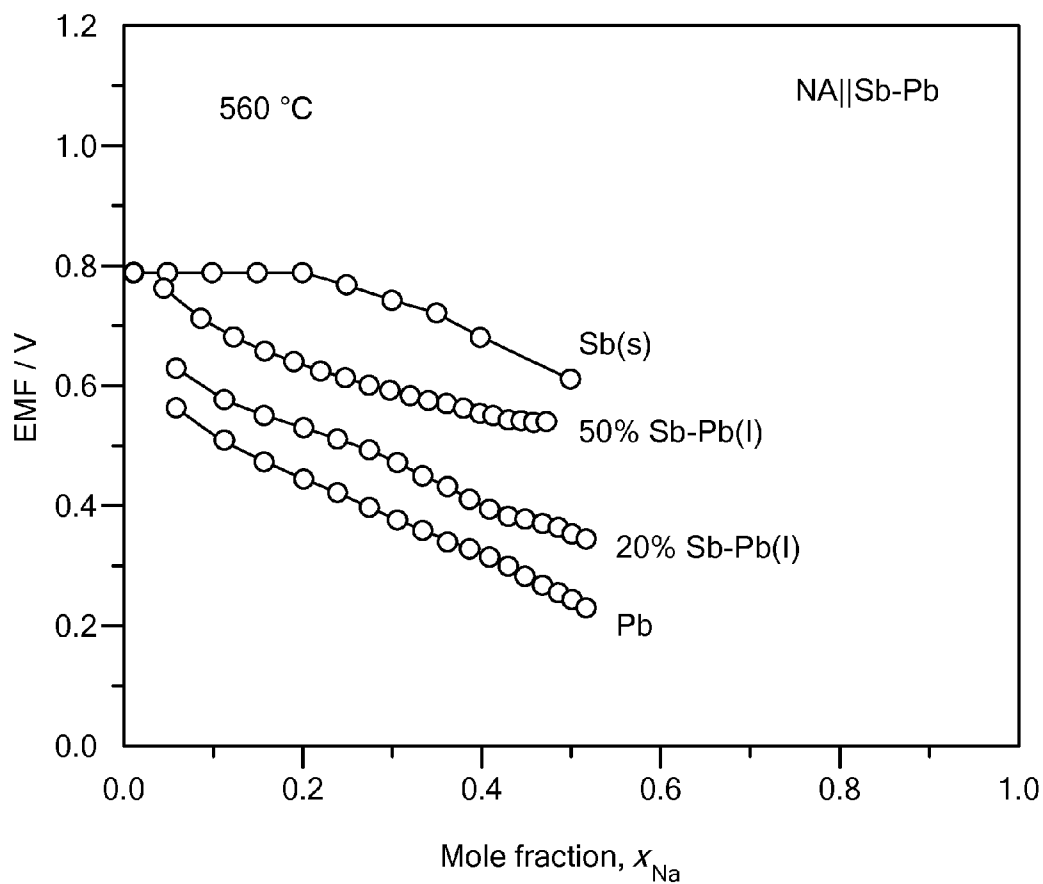 1.2
560 °C
NA||Sb-Pb
1.0
0.8
Sb(s)
0.6
50% Sb-Pb(l)
0.4
20% Sb-Pb(l)
0.2
Pb
0.0
EMF / V
0.0 0.2 0.4 0.6 0.8 1.0
Mole fraction, xNa